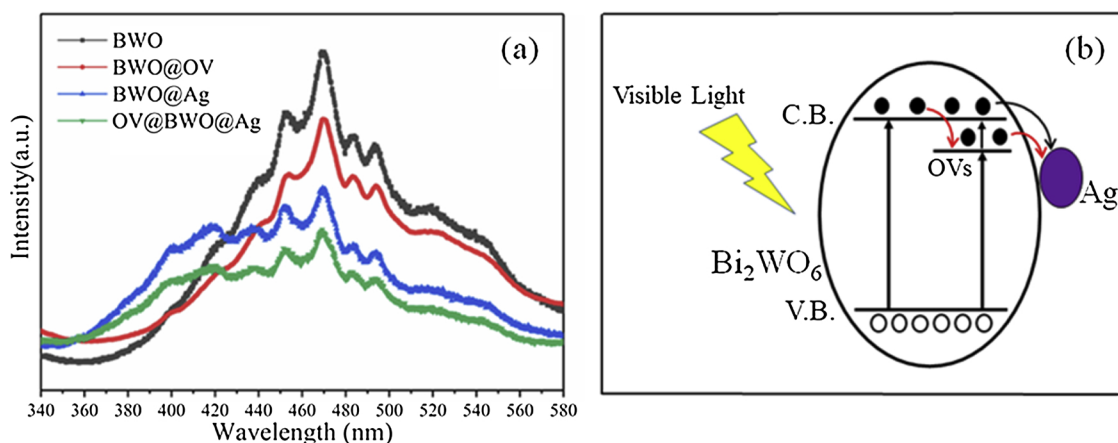 (a)
BWO
BWO@OV
BWO@Ag
OV@BWO@Ag
Intensity(a.u.)
340 360 380 400 420 440 460 480 500 520 540 560 580
Wavelength (nm)
(b)
Visible Light
C.B.
OVs
Ag
Bi₂WO₆
V.B.